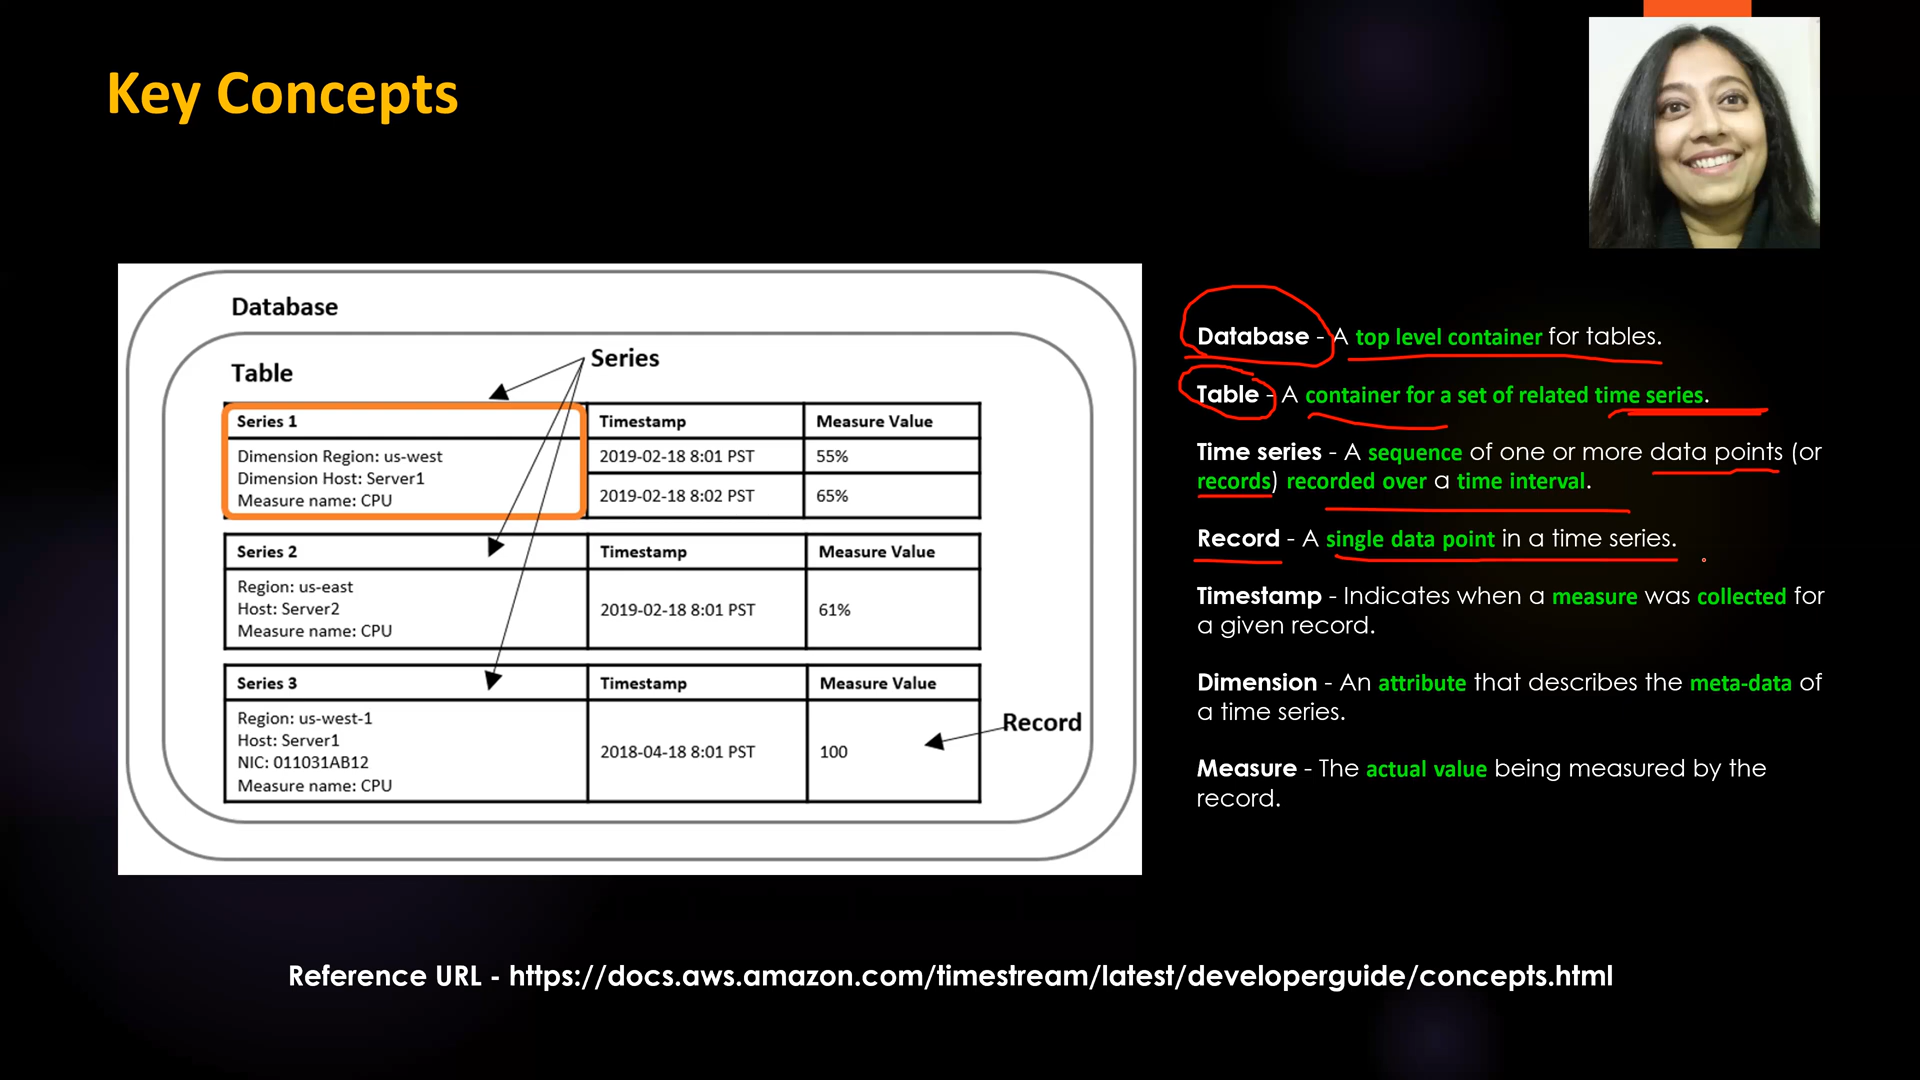 Key Concepts
Database
Table
Series
Series 1 Timestamp Measure Value
Dimension Region: us-west
Dimension Host: Server1
Measure name: CPU
2019-02-18 8:01 PST 55%
2019-02-18 8:02 PST 65%
Series 2 Timestamp Measure Value
Region: us-east
Host: Server2
Measure name: CPU
2019-02-18 8:01 PST 61%
Series 3 Timestamp Measure Value
Region: us-west-1
Host: Server1
NIC: 011031AB12
Measure name: CPU
2018-04-18 8:01 PST 100
Record
Database - A top level container for tables.
Table - A container for a set of related time series.
Time series - A sequence of one or more data points (or
records) recorded over a time interval.
Record - A single data point in a time series.
Timestamp - Indicates when a measure was collected for
a given record.
Dimension - An attribute that describes the meta-data of
a time series.
Measure - The actual value being measured by the
record.
Reference URL - https://docs.aws.amazon.com/timestream/latest/developerguide/concepts.html